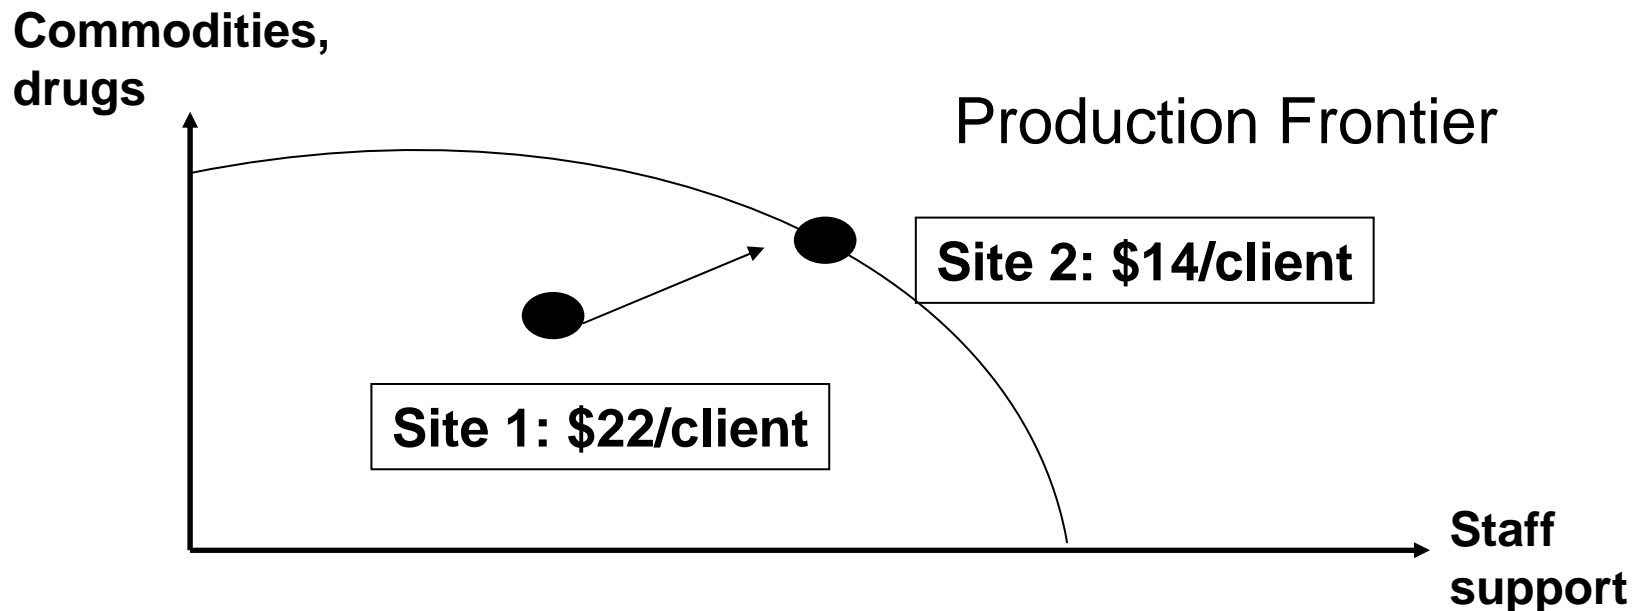 Commodities,
drugs
Production Frontier
Site 2: $14/client
Site 1: $22/client
Staff
support